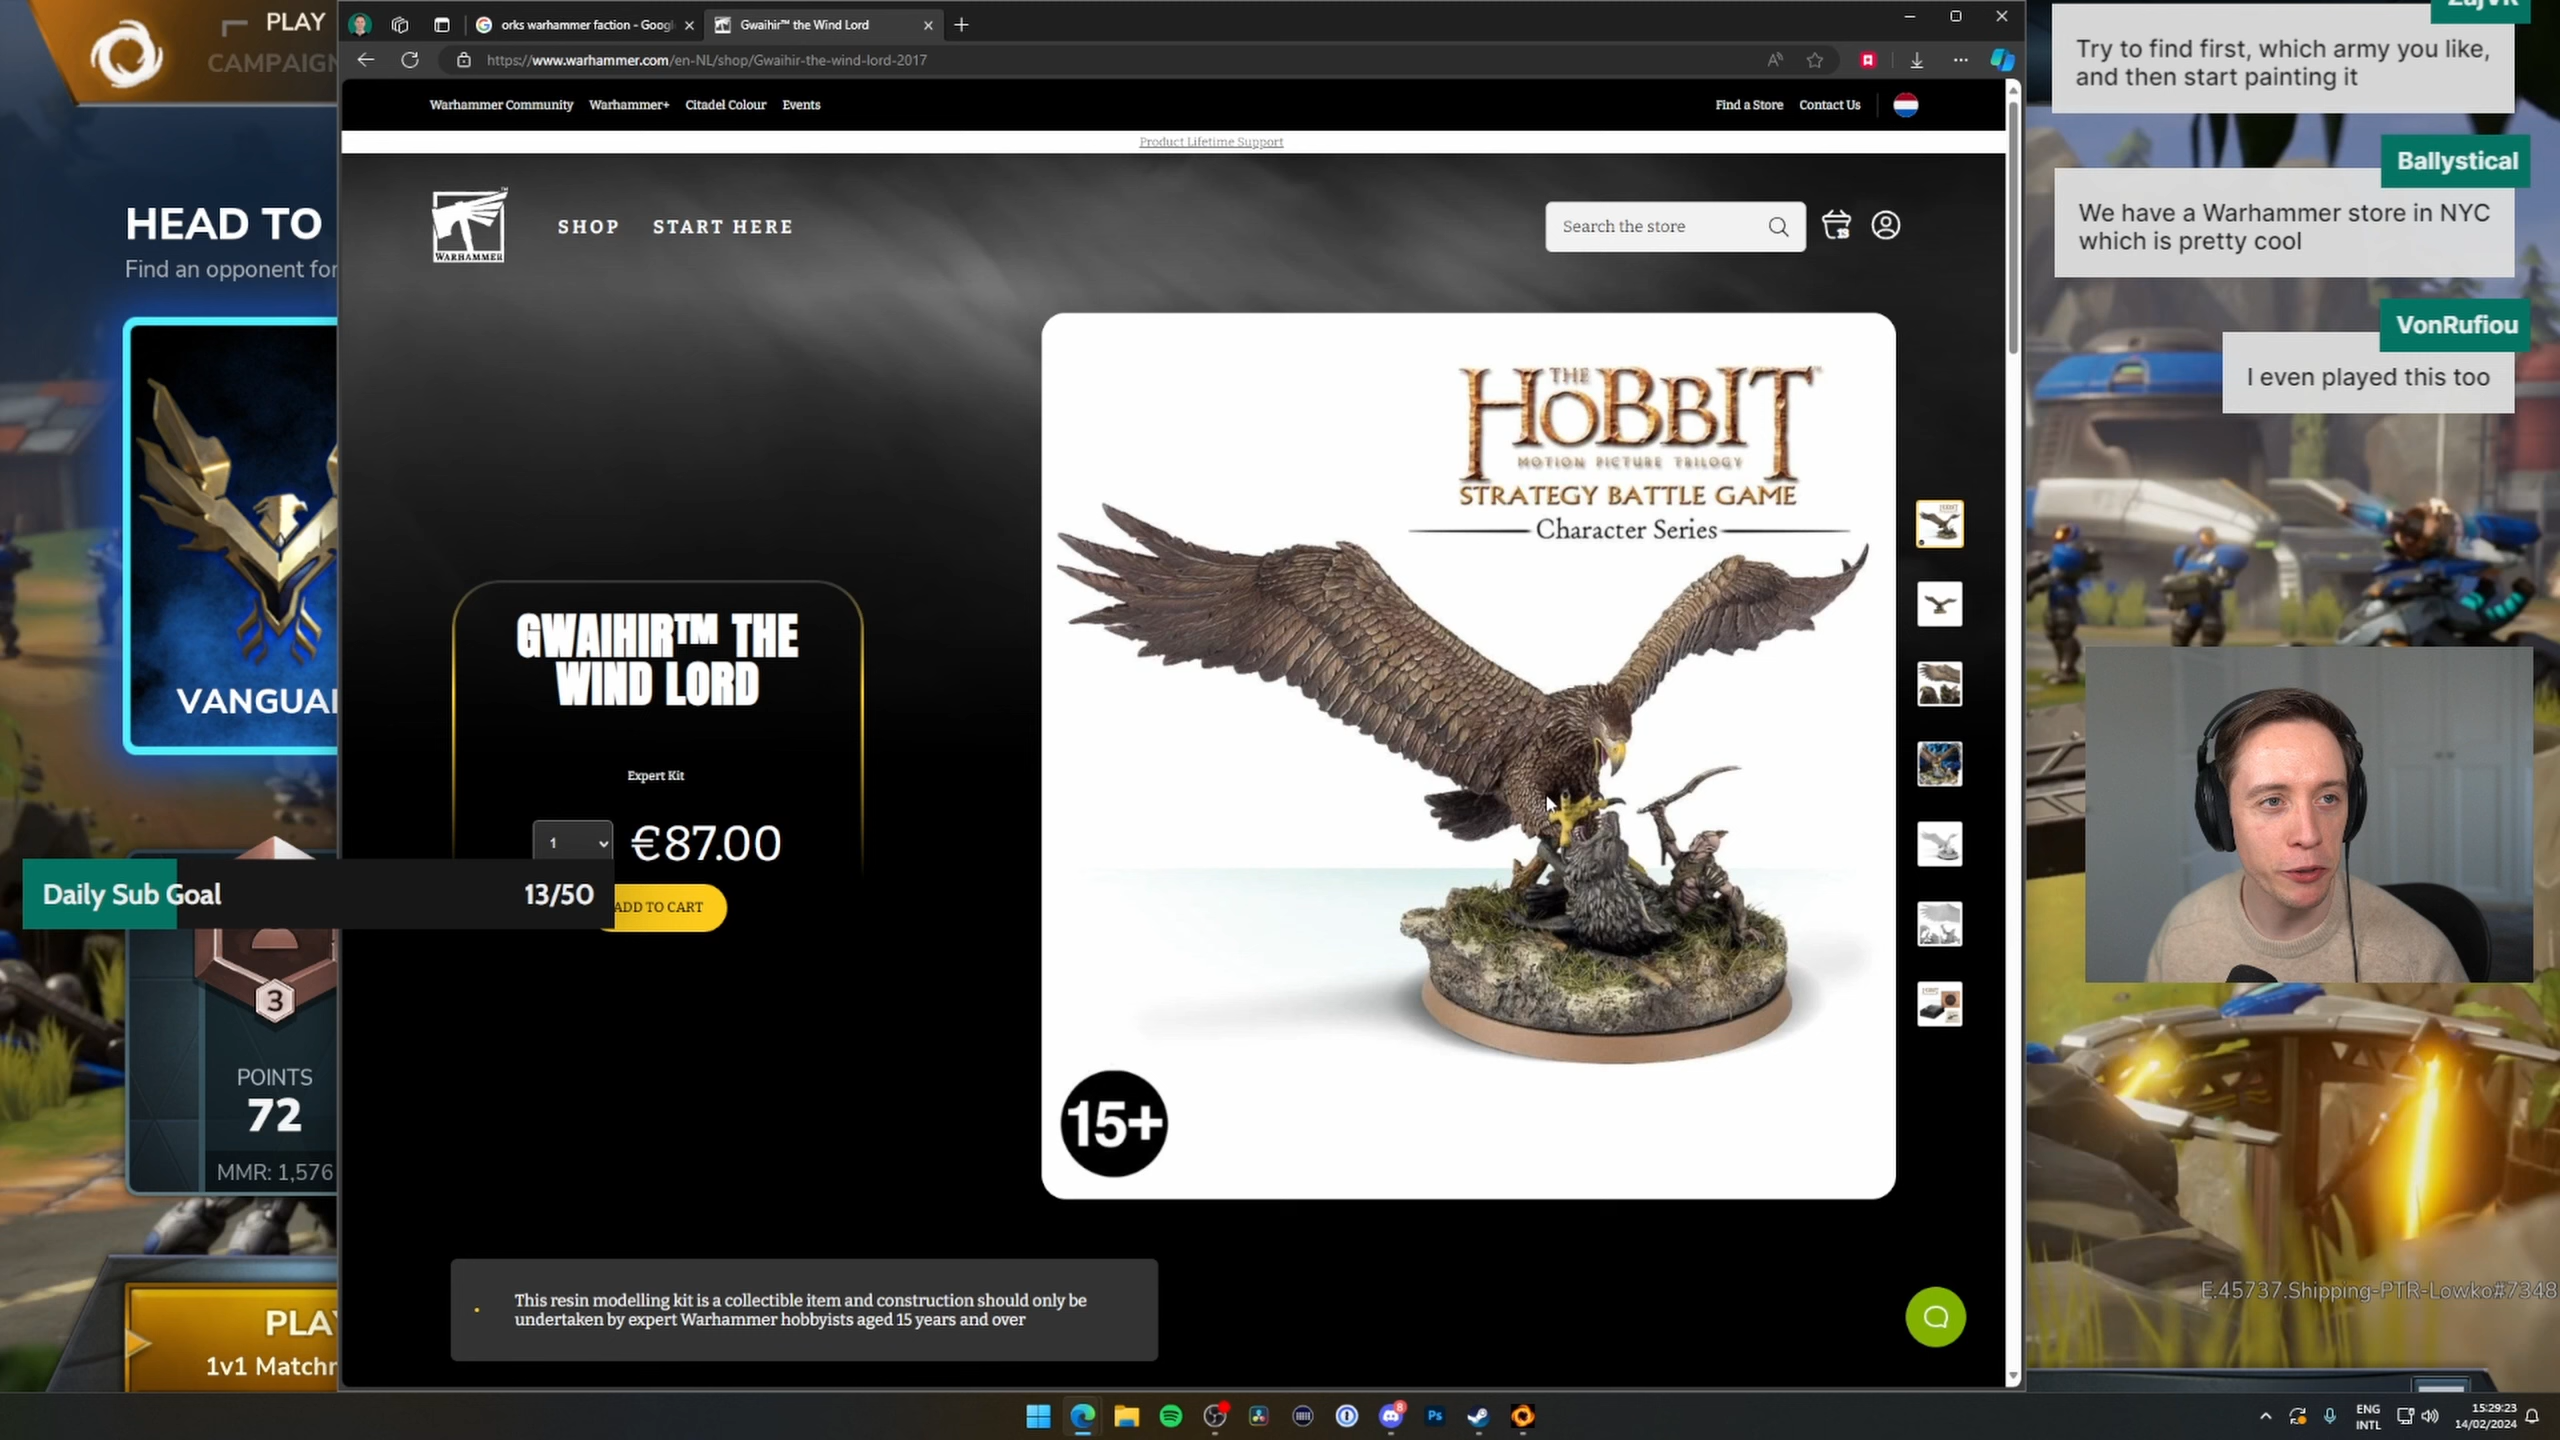 PLAY
CAMPAIGN
HEAD TO
Find an opponent for
VANGUA
Daily Sub Goal
13/50
3
POINTS
72
MMR: 1,576
PLA
1v1 Matchm
orks warhammer faction - Googl
Gwaihir™ the Wind Lord
https://www.warhammer.com/en-NL/shop/Gwaihir-the-wind-lord-2017
Warhammer Community
Warhammer+
Citadel Colour
Events
Find a Store
Contact Us
Product Lifetime Support
WARHAMMER
SHOP
START HERE
Search the store
13
GWAIHIR™ THE
WIND LORD
Expert Kit
1
€87.00
ADD TO CART
THE
HOBBIT
MOTION PICTURE TRILOGY
STRATEGY BATTLE GAME
Character Series
15+
This resin modelling kit is a collectible item and construction should only be
undertaken by expert Warhammer hobbyists aged 15 years and over
ZajVR
Try to find first, which army you like,
and then start painting it
Ballystical
We have a Warhammer store in NYC
which is pretty cool
VonRufiou
I even played this too
E.45737.Shipping-PTR-Lowko#7348
8
Ps
ENG
INTL
15:29:23
14/02/2024